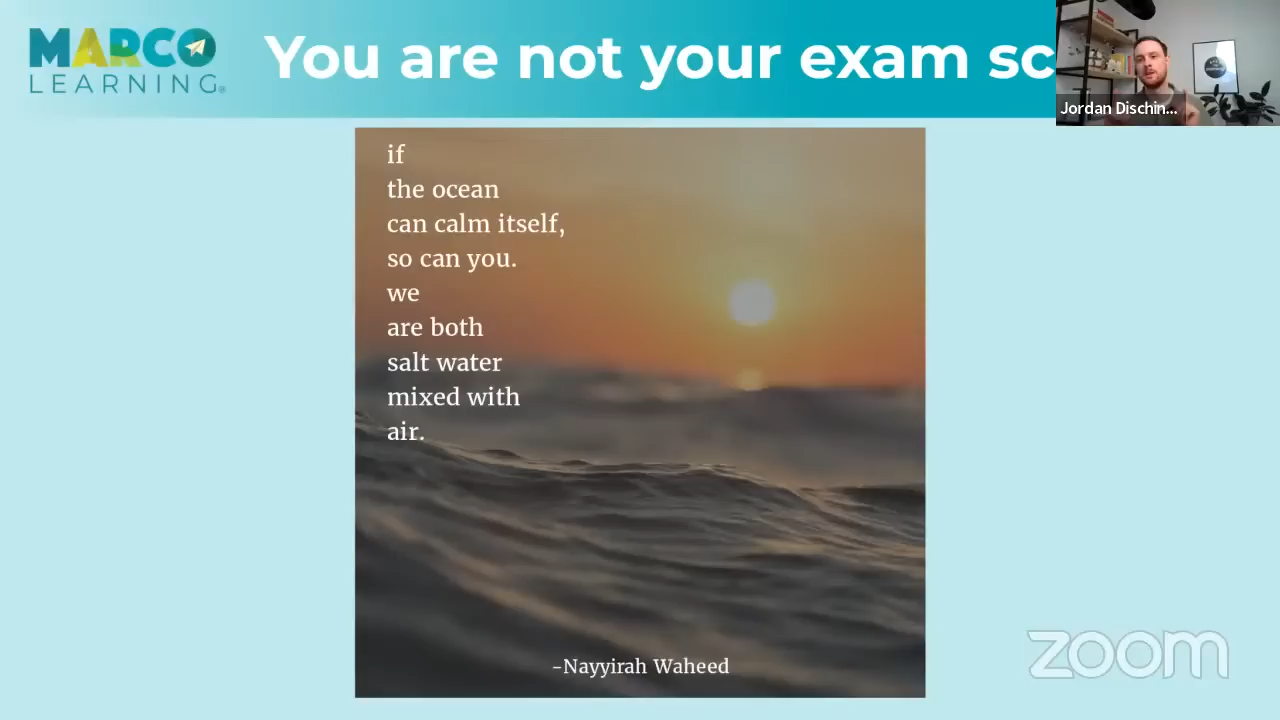 MARCO
LEARNING®
You are not your exam sc
Jordan Dischin...
if
the ocean
can calm itself,
so can you.
we
are both
salt water
mixed with
air.
-Nayyirah Waheed
zoom